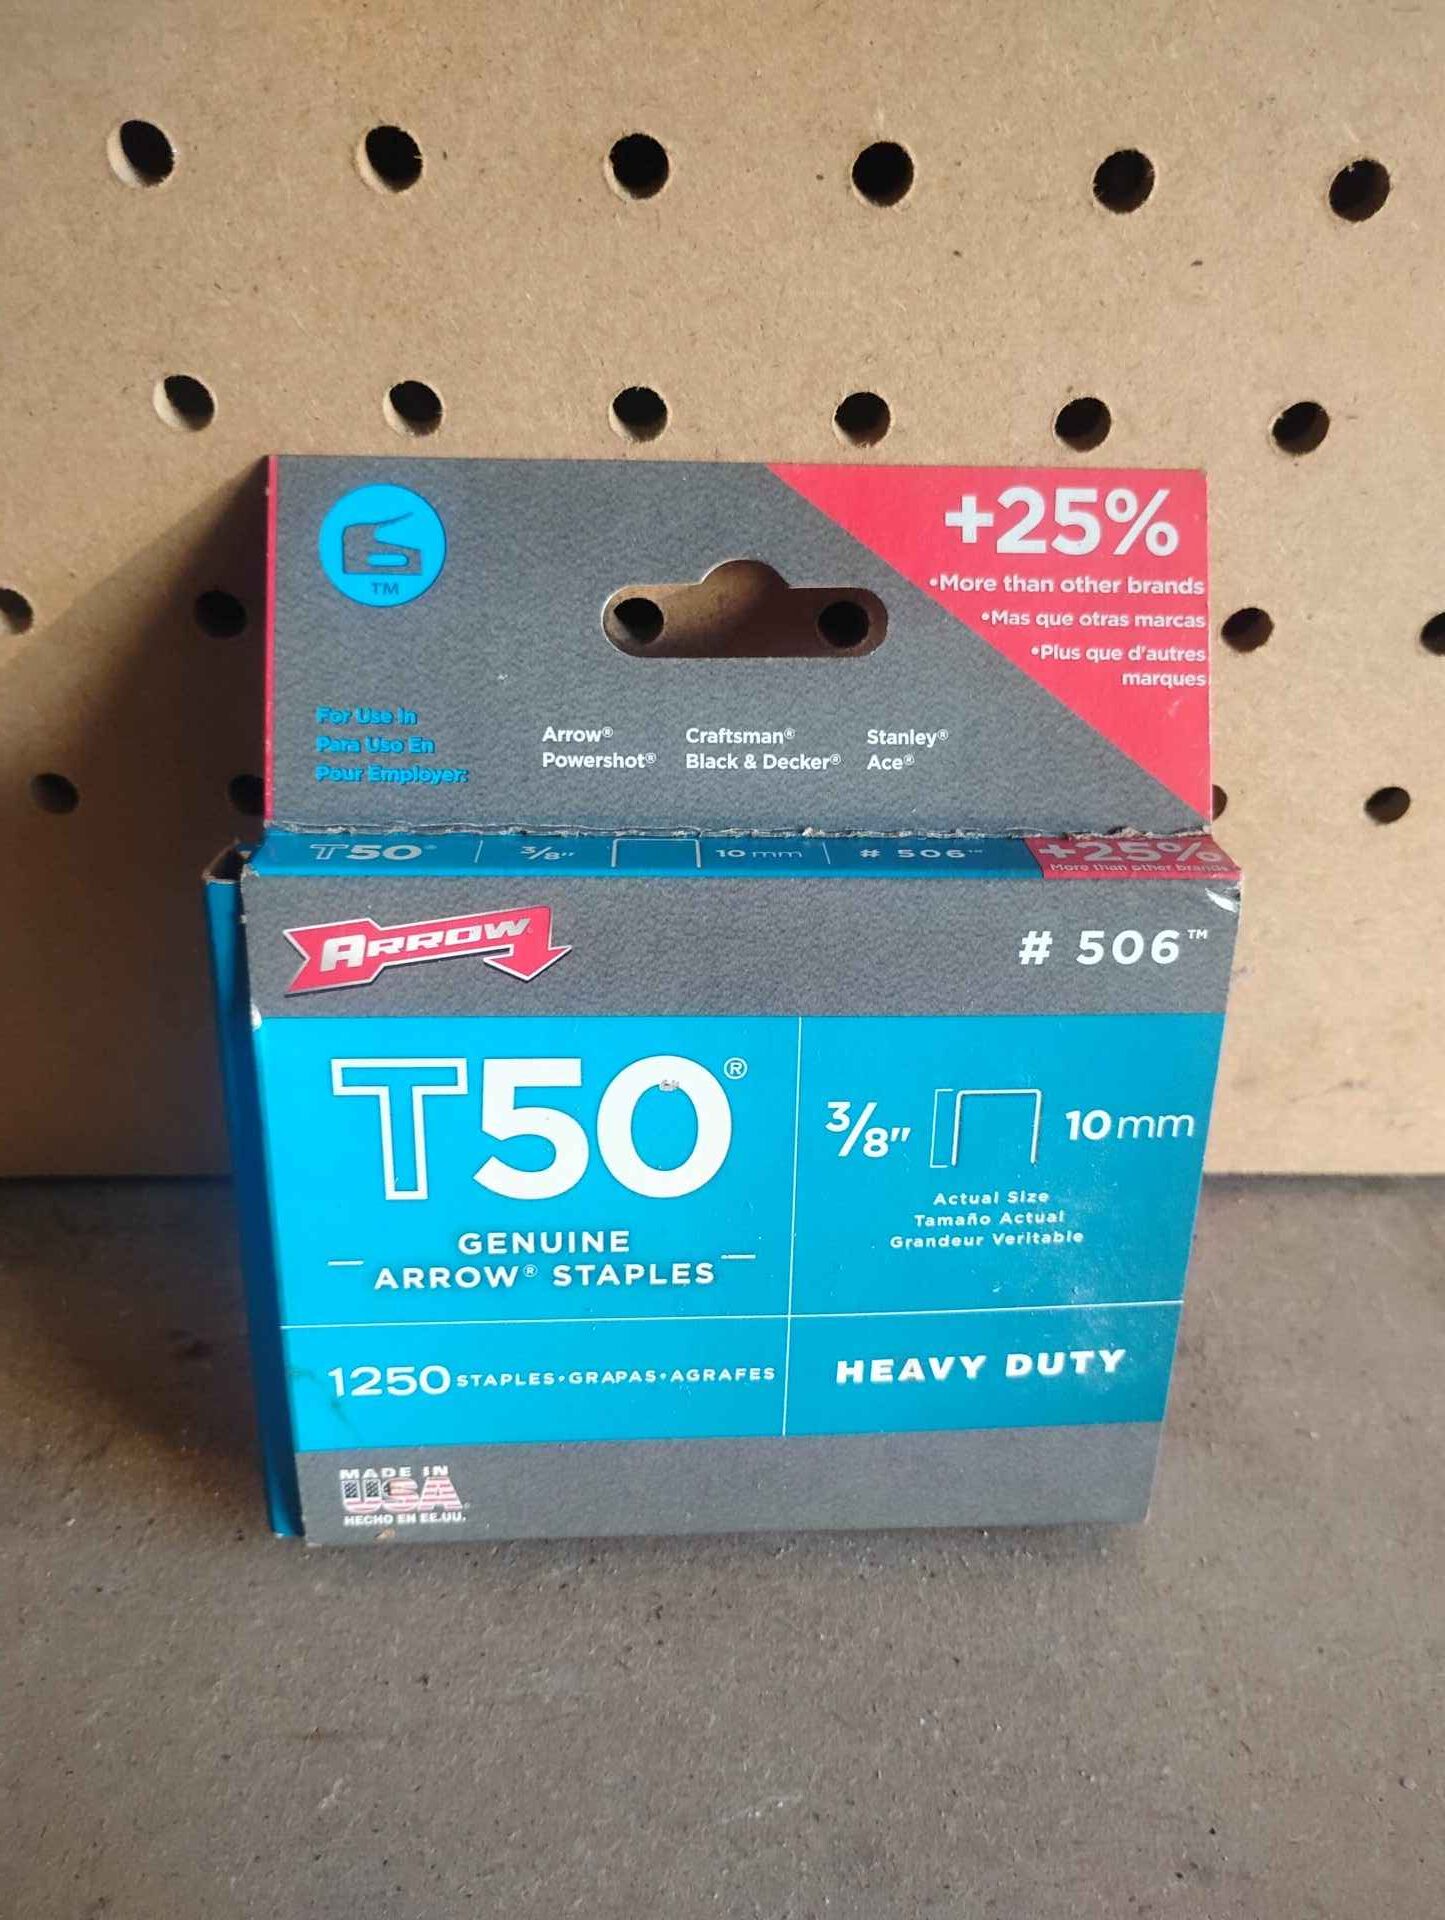 +25%
•More than other brands
•Mas que otras marcas
•Plus que d'autres
marques
TM
For Use In
Para Uso En
Pour Employer:
Arrow® Craftsman® Stanley®
Powershot® Black & Decker® Ace®
T50® 3/8" 10mm # 506™ +25%
More than other brands
ARROW® # 506™
T50®
3/8" 10mm
Actual Size
Tamaño Actual
Grandeur Veritable
GENUINE
ARROW® STAPLES
1250 STAPLES•GRAPAS•AGRAFES
HEAVY DUTY
MADE IN
USA
HECHO EN EE.UU.